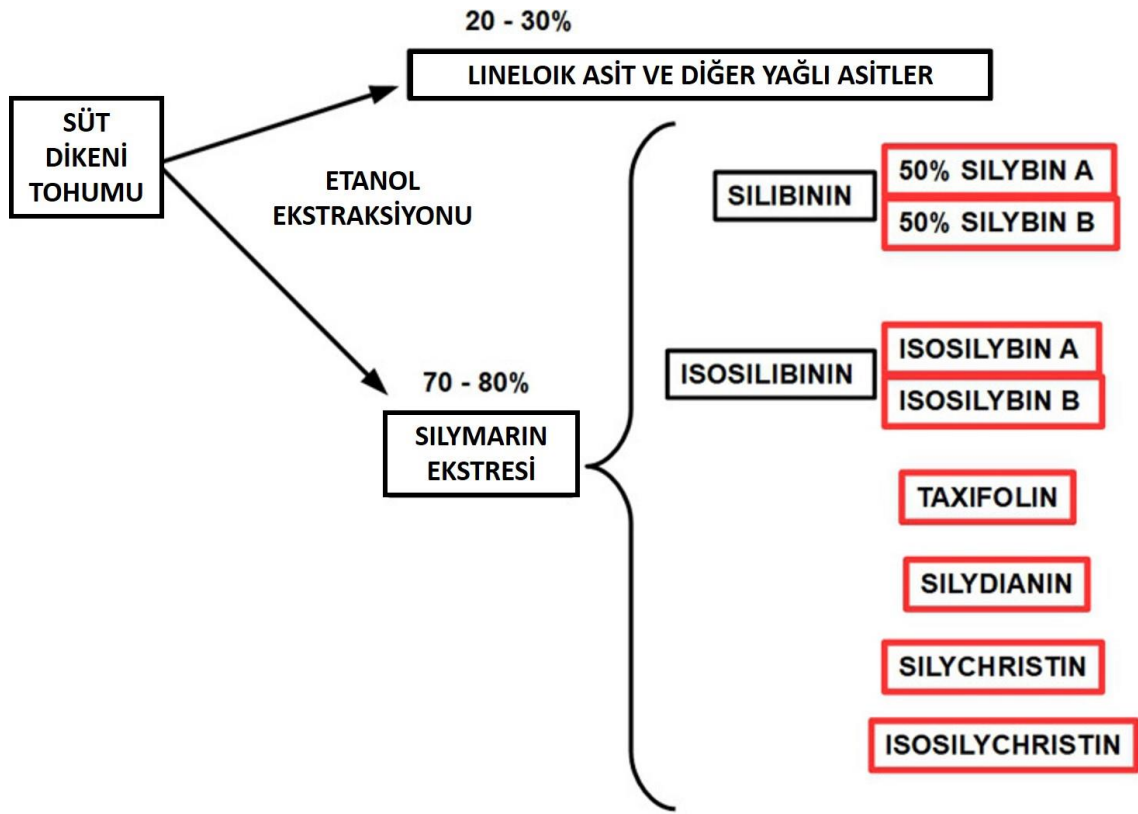 20 - 30%
LINELOIK ASİT VE DİĞER YAĞLI ASİTLER
SÜT
DİKENİ
TOHUMU
ETANOL
EKSTRAKSİYONU
70 - 80%
SILYMARIN
EKSTRESİ
SILIBININ
50% SILYBIN A
50% SILYBIN B
ISOSILIBININ
ISOSILYBIN A
ISOSILYBIN B
TAXIFOLIN
SILYDIANIN
SILYCHRISTIN
ISOSILYCHRISTIN